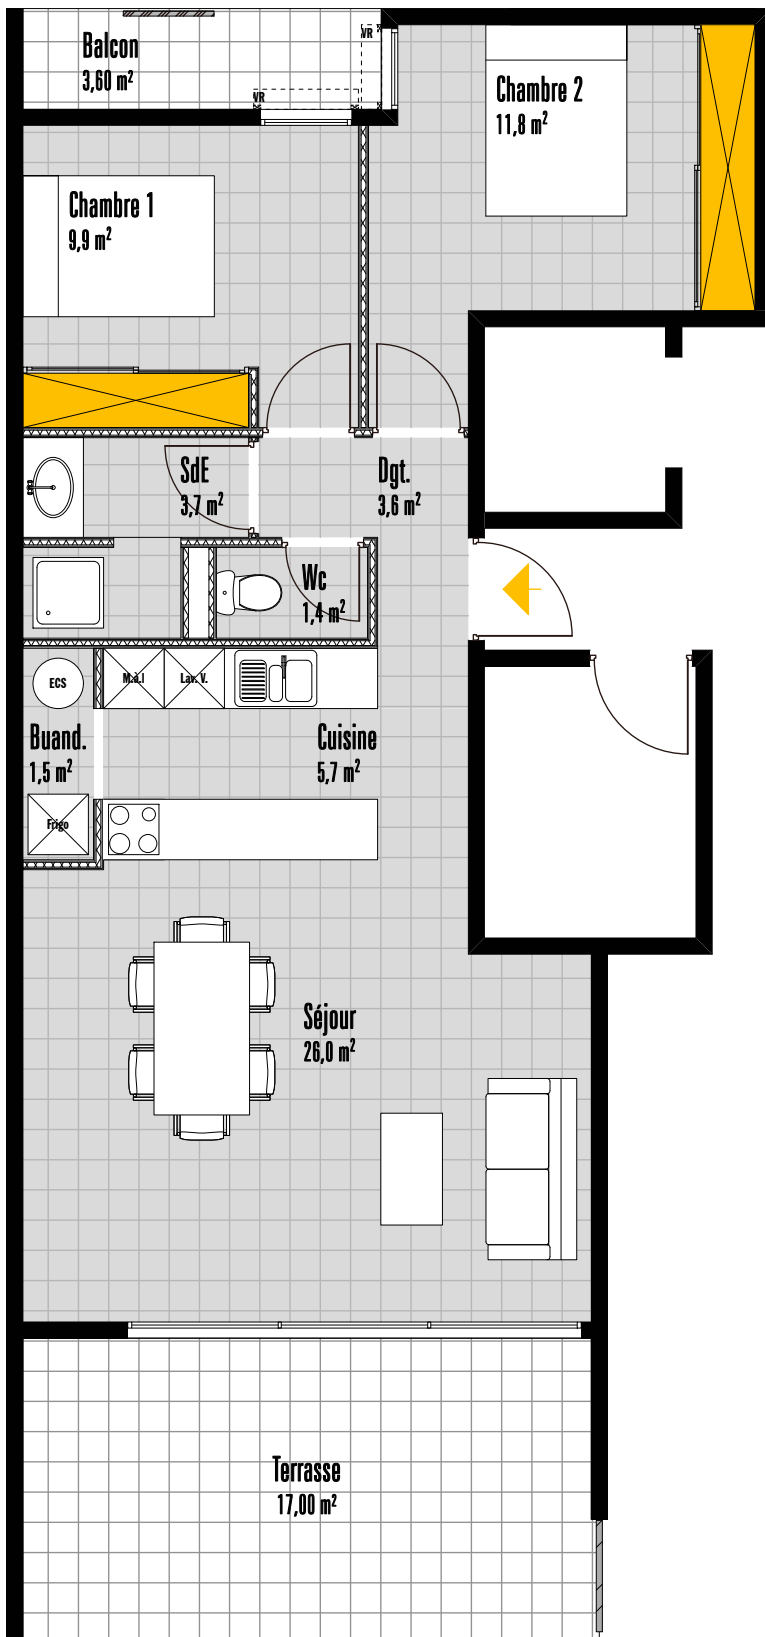 VR
Balcon
3,60 m²
VR
Chambre 2
11,8 m²
Chambre 1
9,9 m²
SdE
3,7 m²
Dgt.
3,6 m²
Wc
1,4 m²
ECS
M.à.l
Lav. V.
Buand.
1,5 m²
Cuisine
5,7 m²
Frigo
Séjour
26,0 m²
Terrasse
17,00 m²